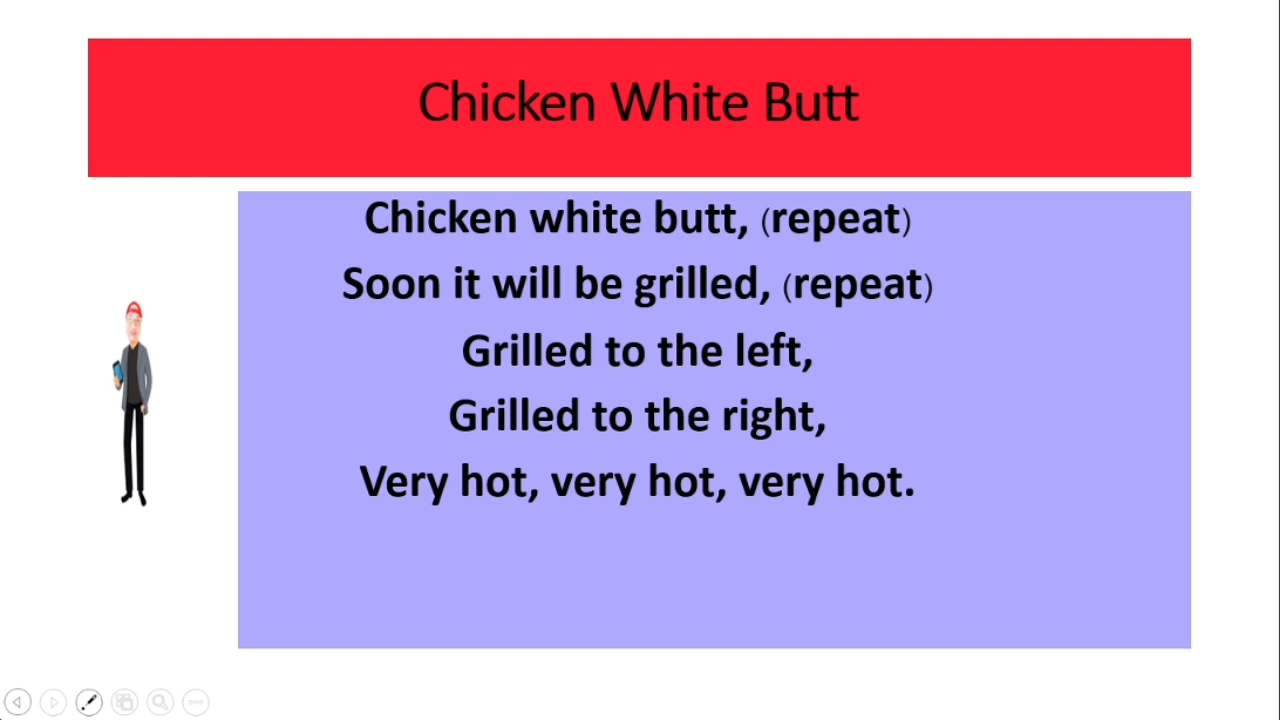 Chicken White Butt
Chicken white butt, (repeat)
Soon it will be grilled, (repeat)
Grilled to the left,
Grilled to the right,
Very hot, very hot, very hot.